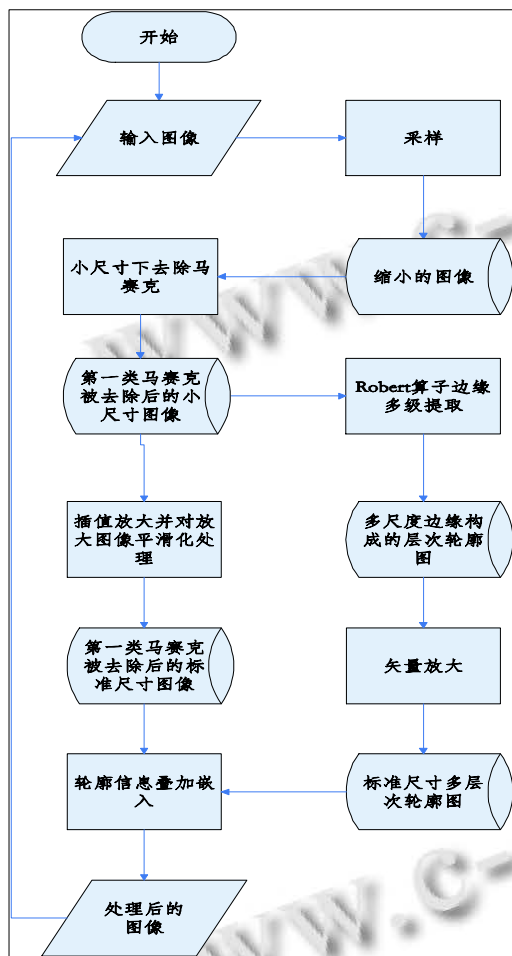 开始
输入图像
采样
小尺寸下去除马
赛克
缩小的图像
第一类马赛克
被去除后的小
尺寸图像
Robert算子边缘
多级提取
插值放大并对放
大图像平滑化处
理
多尺度边缘构
成的层次轮廓
图
第一类马赛克
被去除后的标
准尺寸图像
矢量放大
轮廓信息叠加嵌
入
标准尺寸多层
次轮廓图
处理后的
图像
www.c-
www.c-